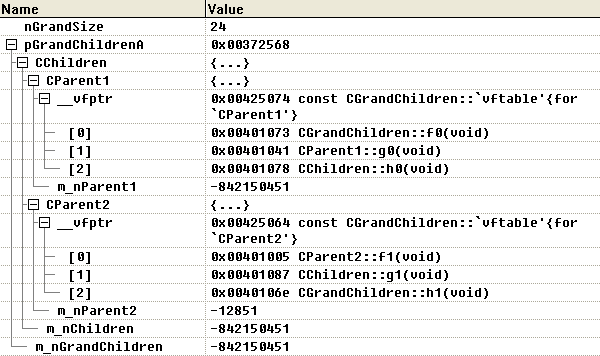 Name Value
nGrandSize 24
pGrandChildrenA 0x00372568
CChildren {...}
CParent1 {...}
__vfptr 0x00425074 const CGrandChildren::`vftable'{for
`CParent1'}
[0] 0x00401073 CGrandChildren::f0(void)
[1] 0x00401041 CParent1::g0(void)
[2] 0x00401078 CChildren::h0(void)
m_nParent1 -842150451
CParent2 {...}
__vfptr 0x00425064 const CGrandChildren::`vftable'{for
`CParent2'}
[0] 0x00401005 CParent2::f1(void)
[1] 0x00401087 CChildren::g1(void)
[2] 0x0040106e CGrandChildren::h1(void)
m_nParent2 -12851
m_nChildren -842150451
m_nGrandChildren -842150451